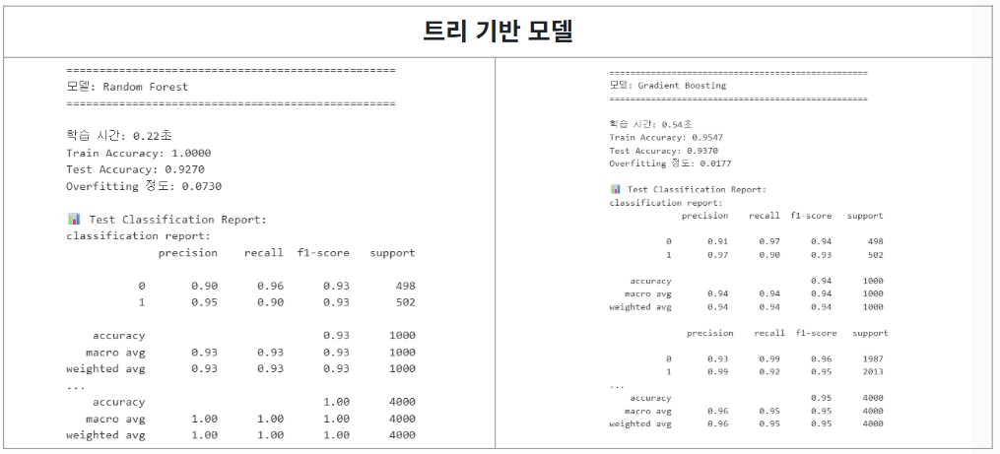 트리 기반 모델
==================================================
모델: Random Forest
==================================================
학습 시간: 0.22초
Train Accuracy: 1.0000
Test Accuracy: 0.9270
Overfitting 정도: 0.0730
📊 Test Classification Report:
classification report:
precision recall f1-score support
0 0.90 0.96 0.93 498
1 0.95 0.90 0.93 502
accuracy 0.93 1000
macro avg 0.93 0.93 0.93 1000
weighted avg 0.93 0.93 0.93 1000
...
accuracy 1.00 4000
macro avg 1.00 1.00 1.00 4000
weighted avg 1.00 1.00 1.00 4000
==================================================
모델: Gradient Boosting
==================================================
학습 시간: 0.54초
Train Accuracy: 0.9547
Test Accuracy: 0.9370
Overfitting 정도: 0.0177
📊 Test Classification Report:
classification report:
precision recall f1-score support
0 0.91 0.97 0.94 498
1 0.97 0.90 0.93 502
accuracy 0.94 1000
macro avg 0.94 0.94 0.94 1000
weighted avg 0.94 0.94 0.94 1000
precision recall f1-score support
0 0.93 0.99 0.96 1987
1 0.99 0.92 0.95 2013
...
accuracy 0.95 4000
macro avg 0.96 0.95 0.95 4000
weighted avg 0.96 0.95 0.95 4000